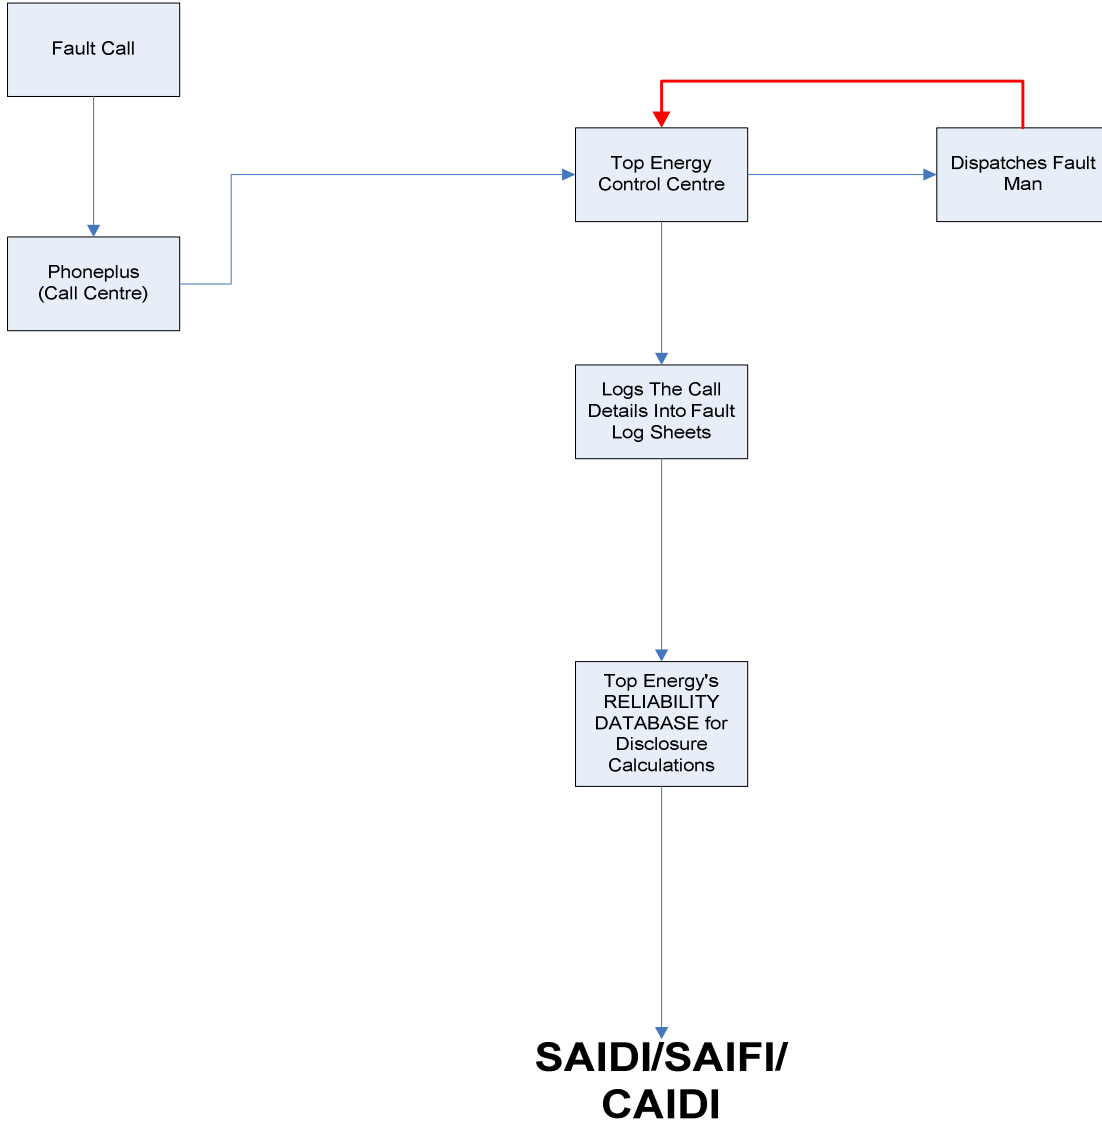 Fault Call
Phoneplus
(Call Centre)
Top Energy
Control Centre
Dispatches Fault
Man
Logs The Call
Details Into Fault
Log Sheets
Top Energy's
RELIABILITY
DATABASE for
Disclosure
Calculations
SAIDI/SAIFI/
CAIDI